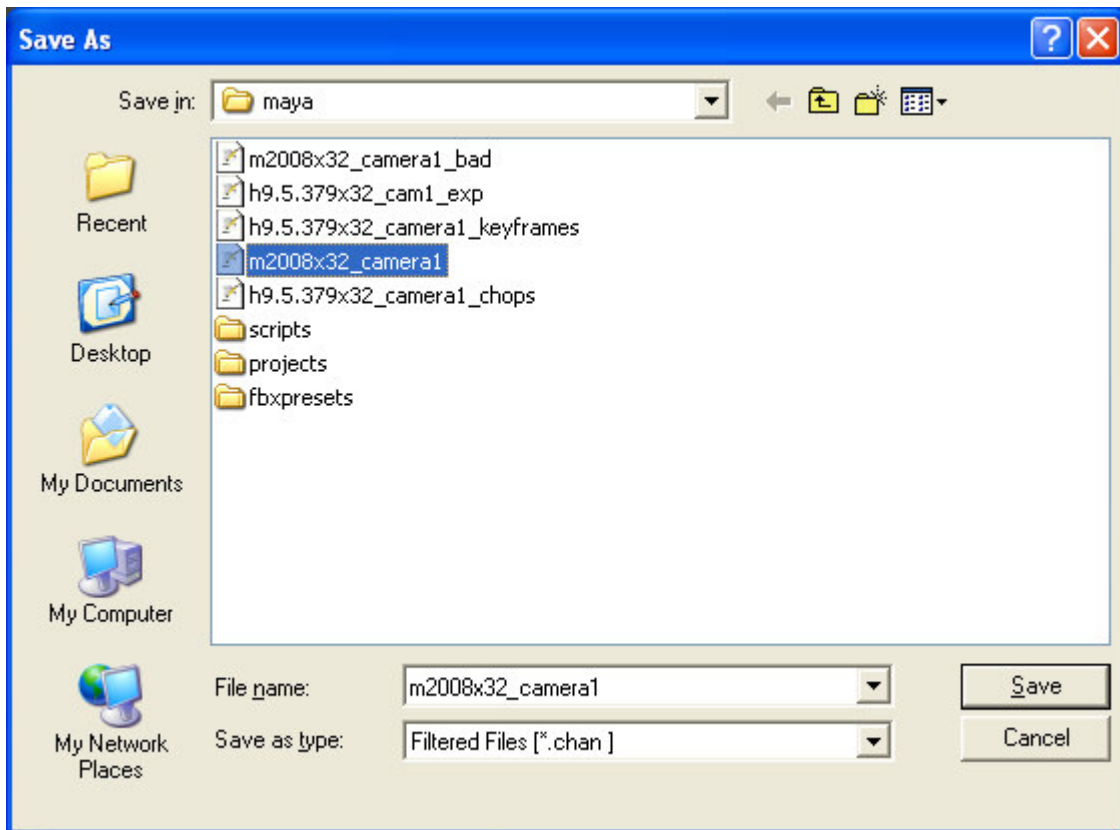 Save As
Save in:
maya
Recent
Desktop
My Documents
My Computer
My Network
Places
m2008x32_camera1_bad
h9.5.379x32_cam1_exp
h9.5.379x32_camera1_keyframes
m2008x32_camera1
h9.5.379x32_camera1_chops
scripts
projects
fbxpresets
File name:
m2008x32_camera1
Save
Save as type:
Filtered Files [*.chan ]
Cancel